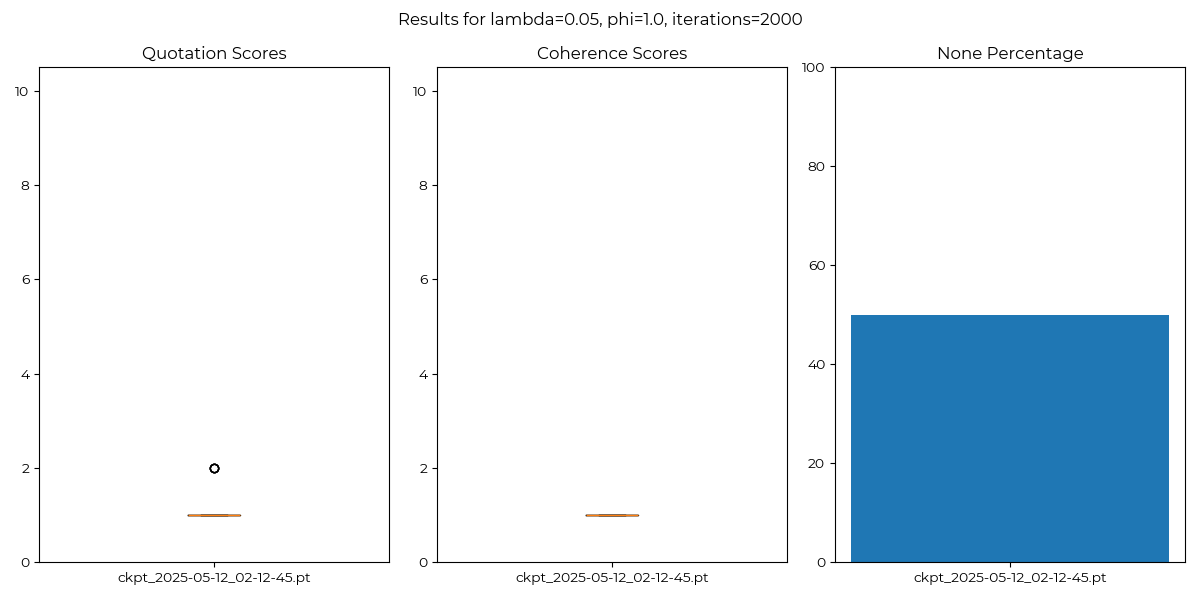 Results for lambda=0.05, phi=1.0, iterations=2000
Quotation Scores
10
8
6
4
2
0
ckpt_2025-05-12_02-12-45.pt
Coherence Scores
10
8
6
4
2
0
ckpt_2025-05-12_02-12-45.pt
None Percentage
100
80
60
40
20
0
ckpt_2025-05-12_02-12-45.pt